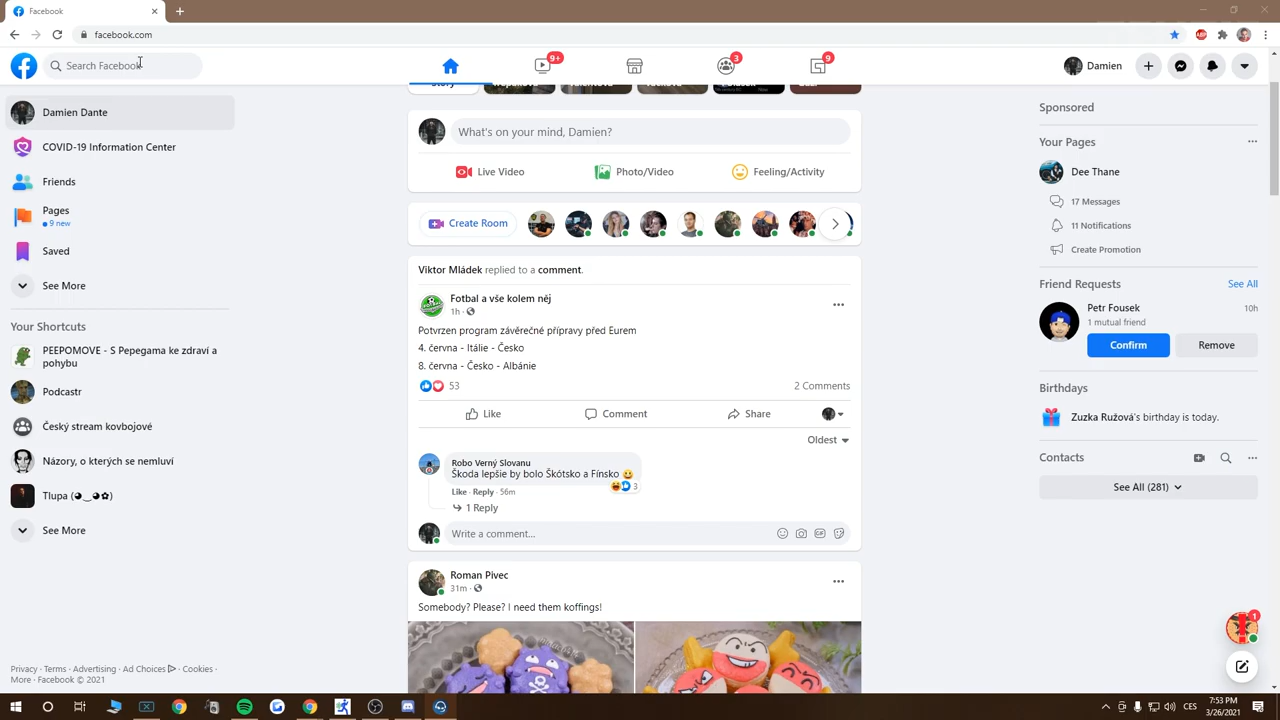 Facebook
facebook.com
Search Facebook
9+
3
9
Damien
Damien Dante
COVID-19 Information Center
Friends
Pages
9 new
Saved
See More
Your Shortcuts
PEEPOMOVE - S Pepegama ke zdraví a
pohybu
Podcastr
Český stream kovbojové
Názory, o kterých se nemluví
Tlupa (◕‿◕✿)
See More
Privacy · Terms · Advertising · Ad Choices · Cookies ·
More · Facebook © 2021
Story
What's on your mind, Damien?
Live Video
Photo/Video
Feeling/Activity
Create Room
Viktor Mládek replied to a comment.
Fotbal a vše kolem něj
1h ·
Potvrzen program závěrečné přípravy před Eurem
4. června - Itálie - Česko
8. června - Česko - Albánie
53
2 Comments
Like
Comment
Share
Oldest
Robo Verný Slovanu
Škoda lepšie by bolo Škótsko a Fínsko 😃
3
Like · Reply · 56m
1 Reply
Write a comment...
GIF
Roman Pivec
31m ·
Somebody? Please? I need them koffings!
Sponsored
Your Pages
Dee Thane
17 Messages
11 Notifications
Create Promotion
Friend Requests
See All
Petr Fousek
10h
1 mutual friend
Confirm
Remove
Birthdays
Zuzka Ružová's birthday is today.
Contacts
See All (281)
1
CES
7:53 PM
3/26/2021